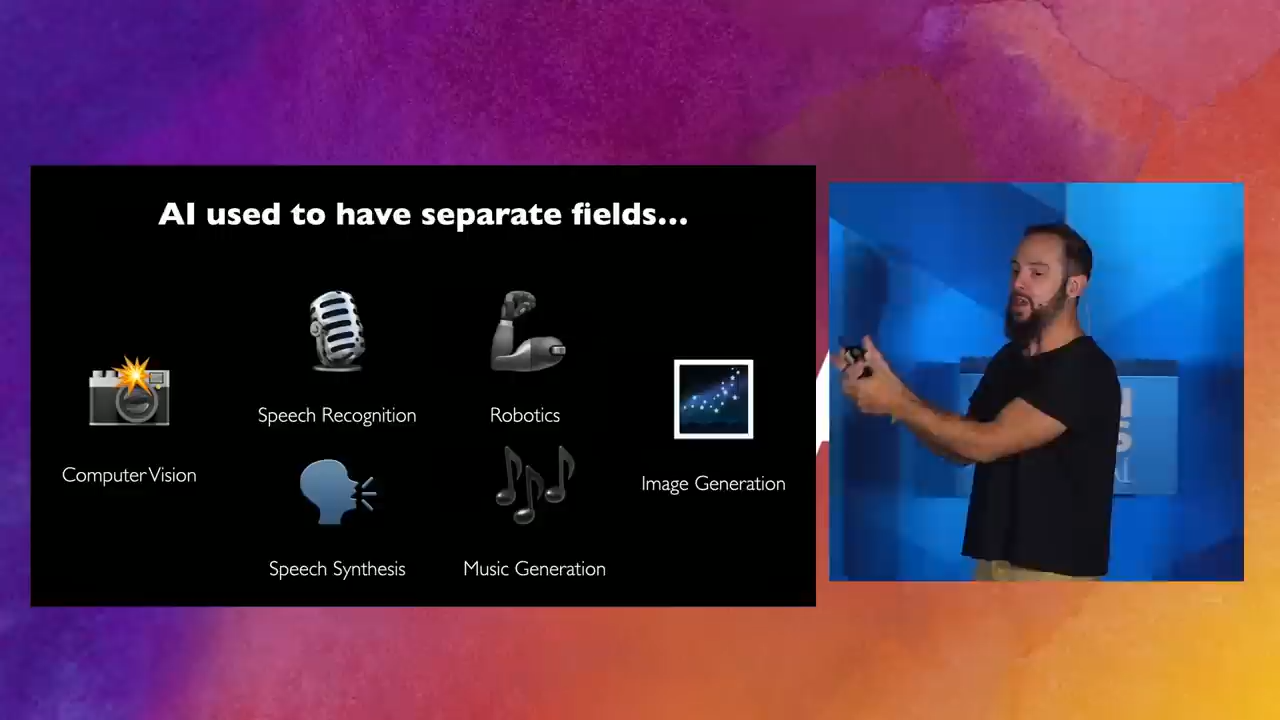 AI used to have separate fields...
Speech Recognition
Robotics
Computer Vision
Image Generation
Speech Synthesis
Music Generation